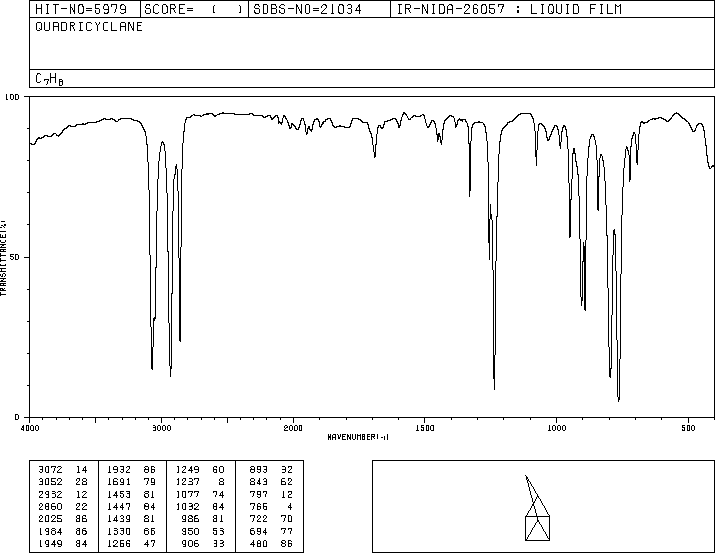 HIT-NO=5979 SCORE= ( ) SDBS-NO=21034 IR-NIDA-26057 : LIQUID FILM
QUADRICYCLANE
C7H8
100
50
0
TRANSMITTANCE(%)
4000 3000 2000 1500 1000 500
WAVENUMBER(-1)
3072 14 1932 86 1249 60 893 32
3052 28 1691 79 1237 8 843 62
2932 12 1453 81 1077 74 797 12
2860 22 1447 84 1032 84 766 4
2025 86 1439 81 986 81 722 70
1984 86 1330 66 950 53 694 77
1949 84 1256 47 906 33 480 86